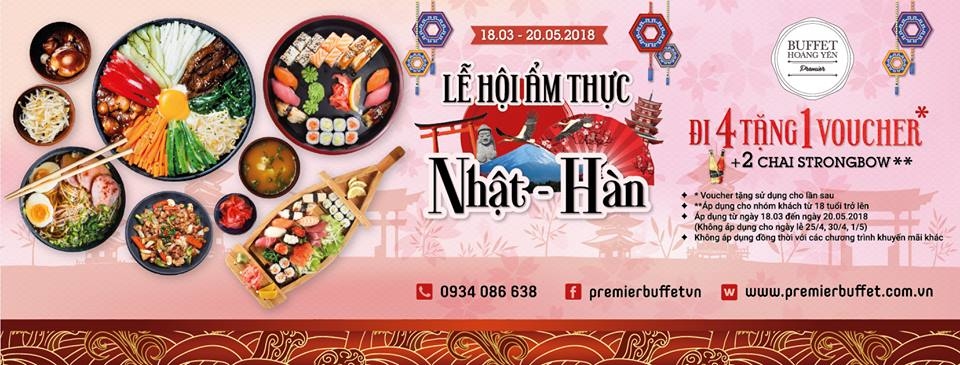 18.03 - 20.05.2018
LỄ HỘI ẨM THỰC
Nhật - Hàn
BUFFET
HOANG YEN
Premier
ĐI 4 TẶNG 1 VOUCHER*
+2 CHAI STRONGBOW**
* Voucher tặng sử dụng cho lần sau
**Áp dụng cho nhóm khách từ 18 tuổi trở lên
Áp dụng từ ngày 18.03 đến ngày 20.05.2018
(Không áp dụng cho ngày lễ 25/4, 30/4, 1/5)
Không áp dụng đồng thời với các chương trình khuyến mãi khác
0934 086 638
f premierbuffetvn
W www.premierbuffet.com.vn